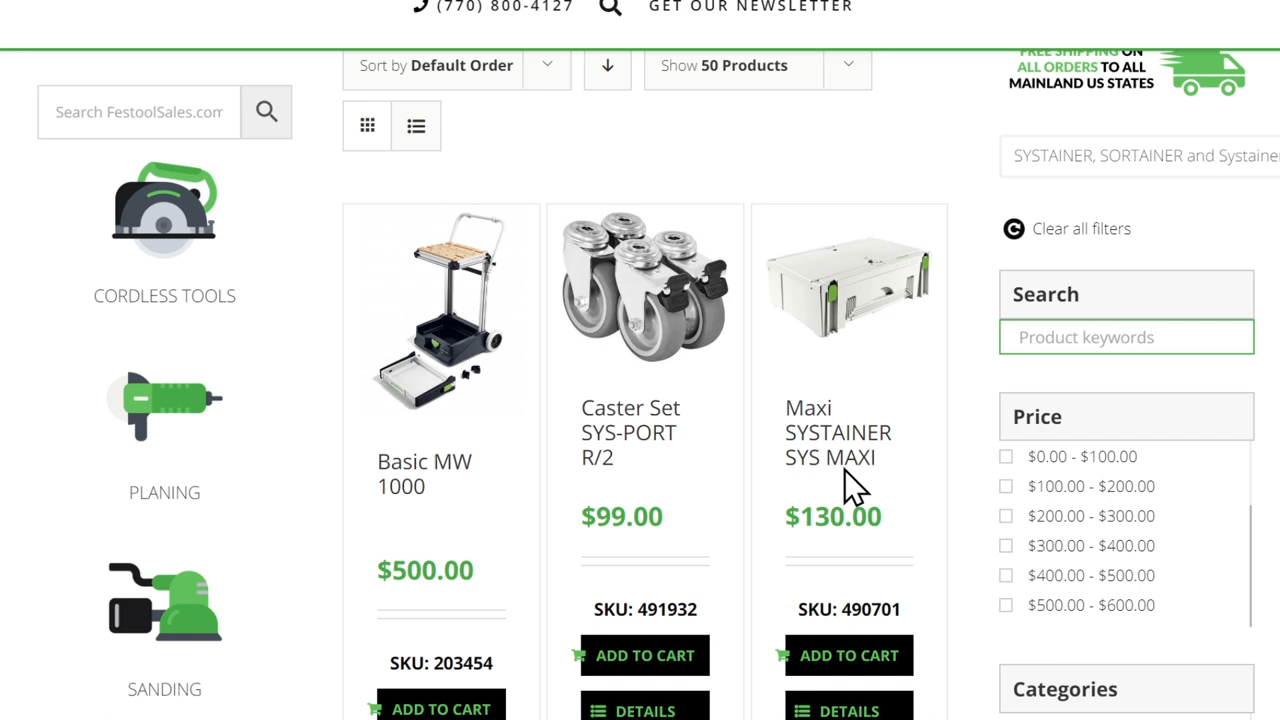 (770) 800-4127
GET OUR NEWSLETTER
Sort by Default Order
Show 50 Products
FREE SHIPPING ON
ALL ORDERS TO ALL
MAINLAND US STATES
Search FestoolSales.com
SYSTAINER, SORTAINER and Systainer
CORDLESS TOOLS
PLANING
SANDING
Basic MW
1000
$500.00
SKU: 203454
ADD TO CART
Caster Set
SYS-PORT
R/2
$99.00
SKU: 491932
ADD TO CART
DETAILS
Maxi
SYSTAINER
SYS MAXI
$130.00
SKU: 490701
ADD TO CART
DETAILS
Clear all filters
Search
Product keywords
Price
$0.00 - $100.00
$100.00 - $200.00
$200.00 - $300.00
$300.00 - $400.00
$400.00 - $500.00
$500.00 - $600.00
Categories